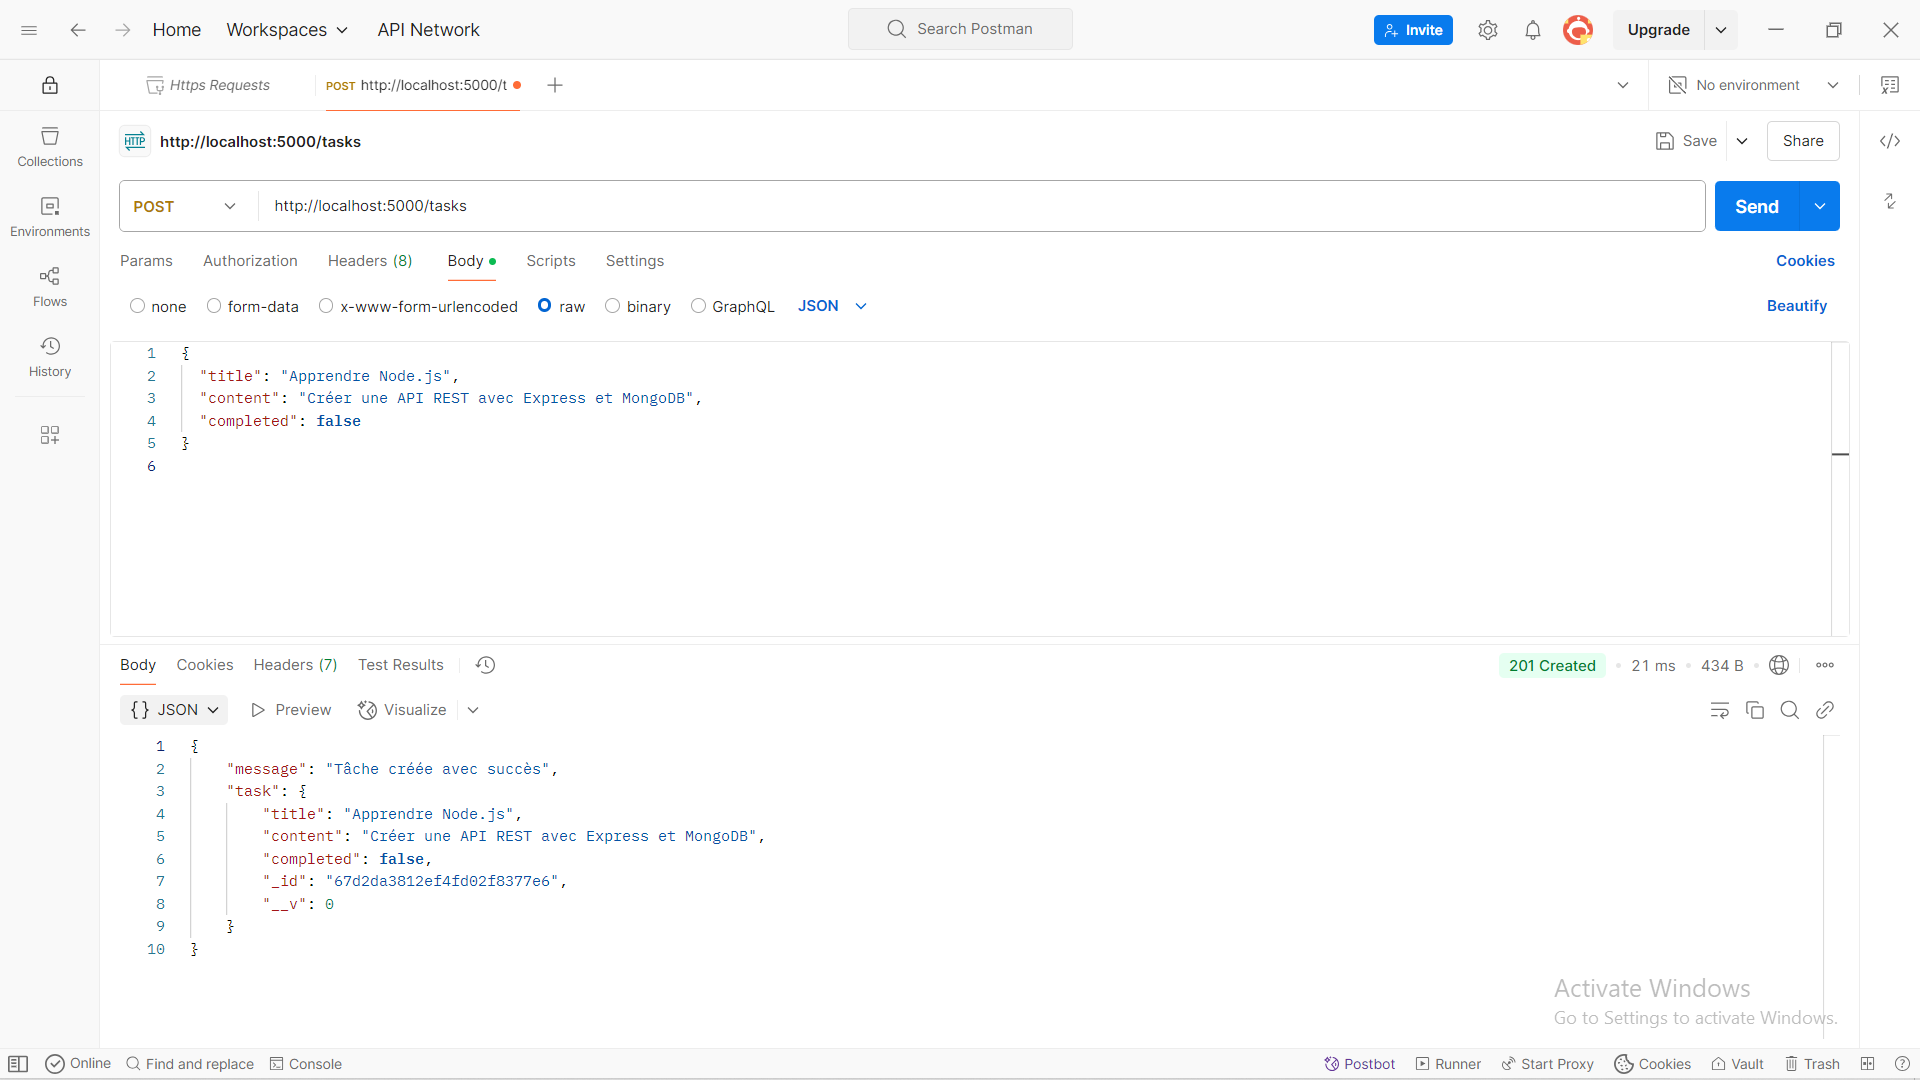 Home
Workspaces
API Network
Search Postman
Invite
Upgrade
Https Requests
POST http://localhost:5000/t
No environment
HTTP http://localhost:5000/tasks
Save
Share
Collections
Environments
Flows
History
POST
http://localhost:5000/tasks
Send
Params
Authorization
Headers (8)
Body
Scripts
Settings
Cookies
none
form-data
x-www-form-urlencoded
raw
binary
GraphQL
JSON
Beautify
1 {
2 "title": "Apprendre Node.js",
3 "content": "Créer une API REST avec Express et MongoDB",
4 "completed": false
5 }
6
Body
Cookies
Headers (7)
Test Results
201 Created
21 ms
434 B
{} JSON
Preview
Visualize
1 {
2 "message": "Tâche créée avec succès",
3 "task": {
4 "title": "Apprendre Node.js",
5 "content": "Créer une API REST avec Express et MongoDB",
6 "completed": false,
7 "_id": "67d2da3812ef4fd02f8377e6",
8 "__v": 0
9 }
10 }
Activate Windows
Go to Settings to activate Windows.
Online
Find and replace
Console
Postbot
Runner
Start Proxy
Cookies
Vault
Trash